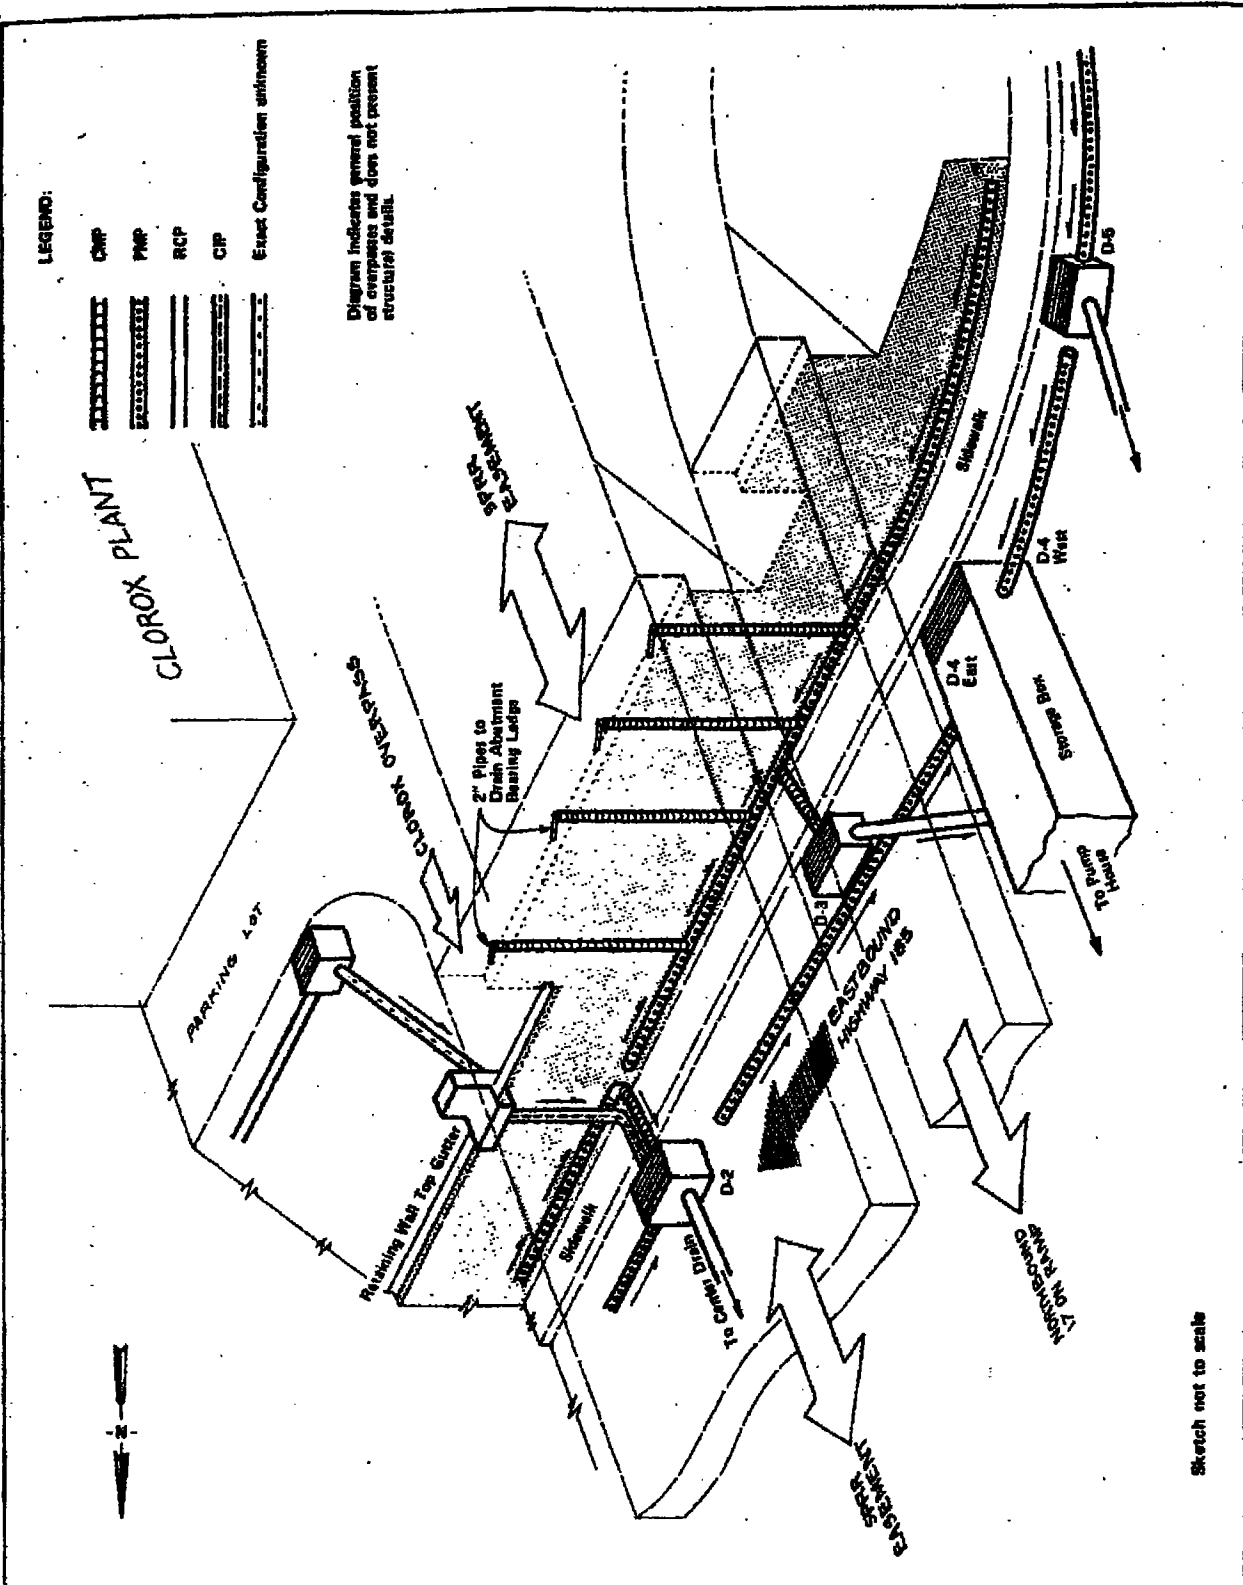 LEGEND:
CMP
PMP
RCP
CIP
Exact Configuration unknown
Diagram indicates general position
of overpasses and does not present
structural details.
CLOROX PLANT
PARKING LOT
CLOROX OVERPASS
SPRR
EASEMENT
2" Pipes to
Drain Abutment
Bearing Ledge
Retaining Wall Top Gutter
Sidewalk
Sidewalk
D-2
To Center Drain
D-3
EASTBOUND
HIGHWAY 185
D-4
East
D-4
West
Storage Box
To Pump
House
D-5
NORTHBOUND
17 ON RAMP
SPRR
EASEMENT
N
Sketch not to scale